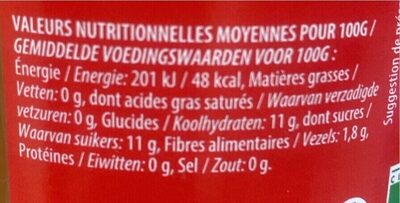 VALEURS NUTRITIONNELLES MOYENNES POUR 100G /
GEMIDDELDE VOEDINGSWAARDEN VOOR 100G :
Énergie / Energie: 201 kJ / 48 kcal, Matières grasses /
Vetten: 0 g, dont acides gras saturés / Waarvan verzadigde
vetzuren: 0 g, Glucides / Koolhydraten: 11 g, dont sucres /
Waarvan suikers: 11 g, Fibres alimentaires / Vezels: 1,8 g,
Protéines / Eiwitten: 0 g, Sel / Zout: 0 g.
Suggestion de